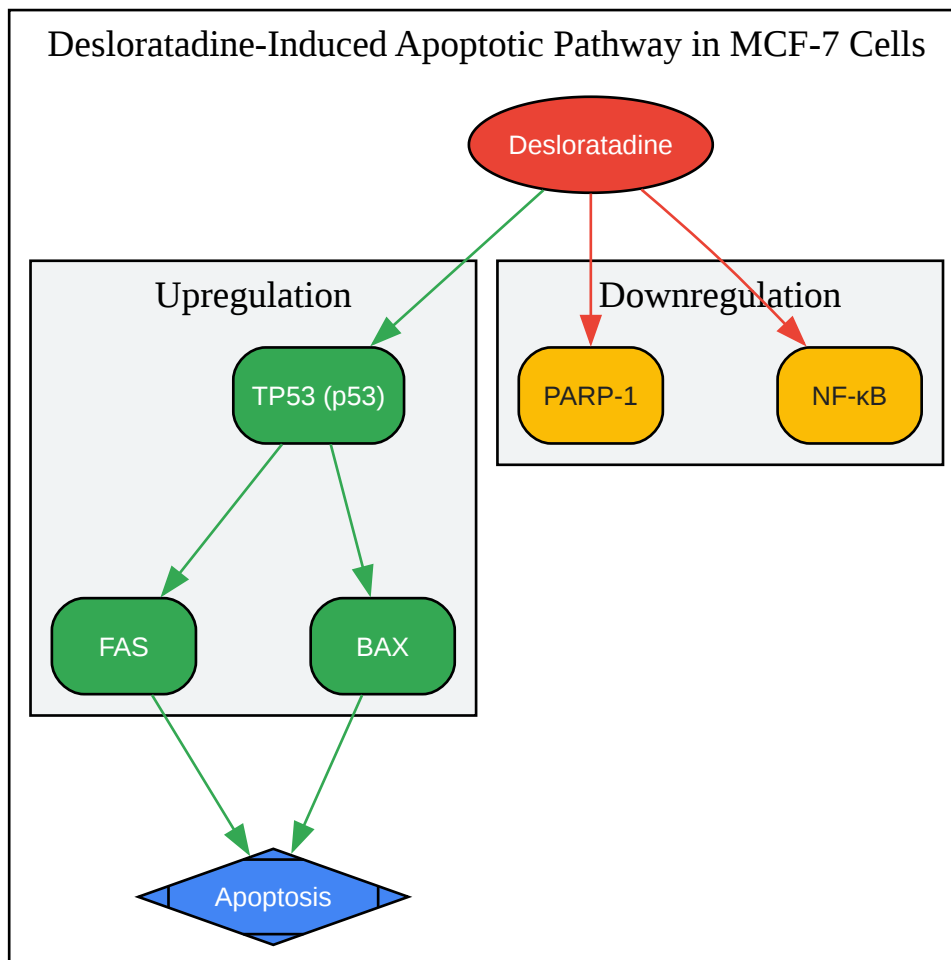 Desloratadine-Induced Apoptotic Pathway in MCF-7 Cells
Desloratadine
Upregulation
Downregulation
TP53 (p53)
PARP-1
NF-κB
FAS
BAX
Apoptosis